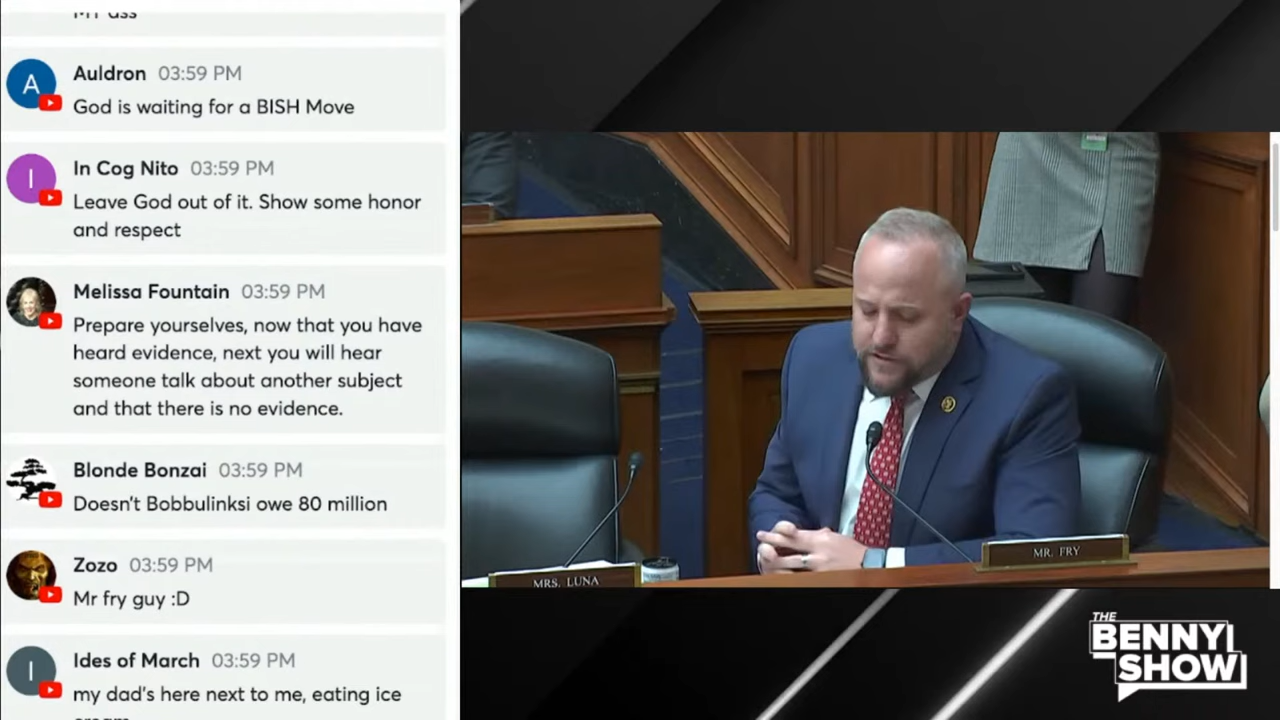 A
Auldron 03:59 PM
God is waiting for a BISH Move
I
In Cog Nito 03:59 PM
Leave God out of it. Show some honor
and respect
Melissa Fountain 03:59 PM
Prepare yourselves, now that you have
heard evidence, next you will hear
someone talk about another subject
and that there is no evidence.
Blonde Bonzai 03:59 PM
Doesn't Bobbulinksi owe 80 million
Zozo 03:59 PM
Mr fry guy :D
I
Ides of March 03:59 PM
my dad's here next to me, eating ice
MRS. LUNA
MR. FRY
THE
BENNY
SHOW